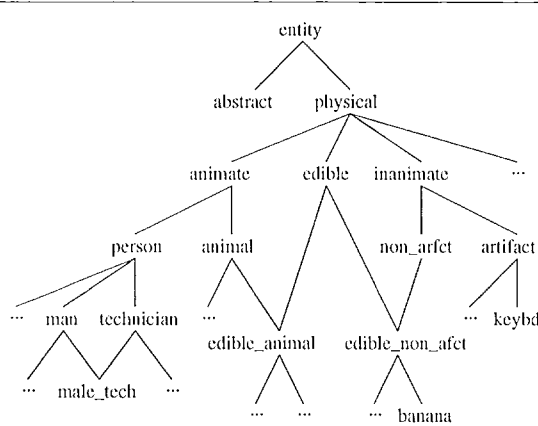 entity
abstract physical
animate edible inanimate ...
person animal non_arfct artifact
... man technician ... ... keybd
edible_animal edible_non_afct
... male_tech ...
... ... ... banana